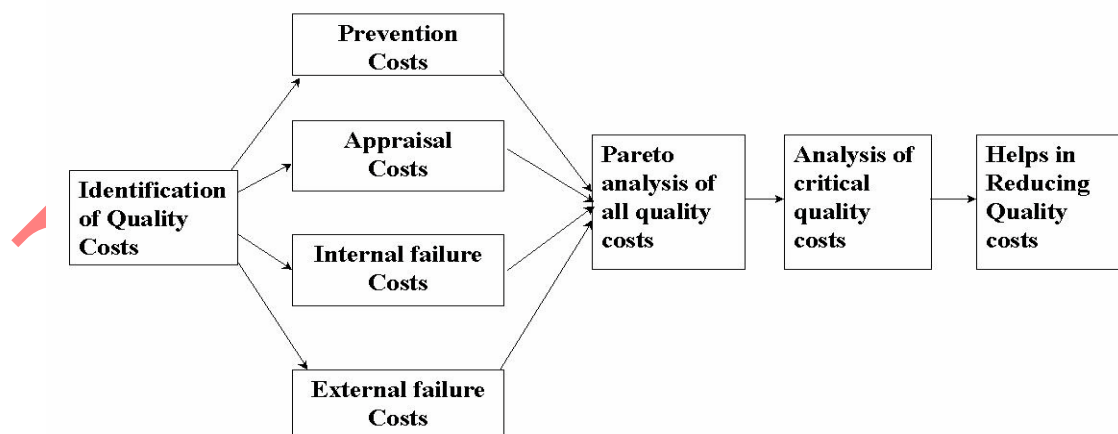 Prevention
Costs
Appraisal
Costs
Identification
of Quality
Costs
Internal failure
Costs
External failure
Costs
Pareto
analysis of
all quality
costs
Analysis of
critical
quality
costs
Helps in
Reducing
Quality
costs